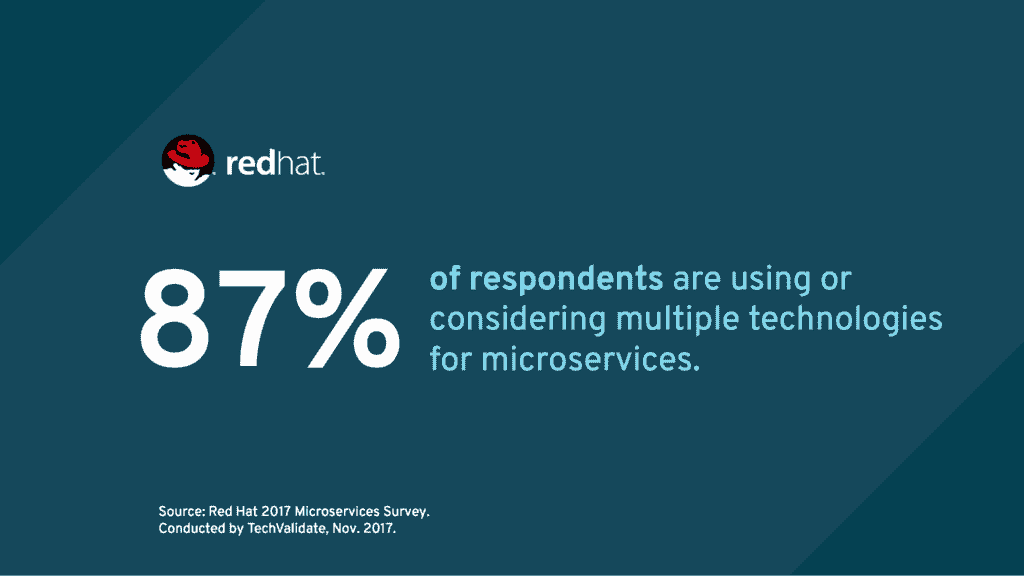 redhat.
87%
of respondents are using or
considering multiple technologies
for microservices.
Source: Red Hat 2017 Microservices Survey.
Conducted by TechValidate, Nov. 2017.